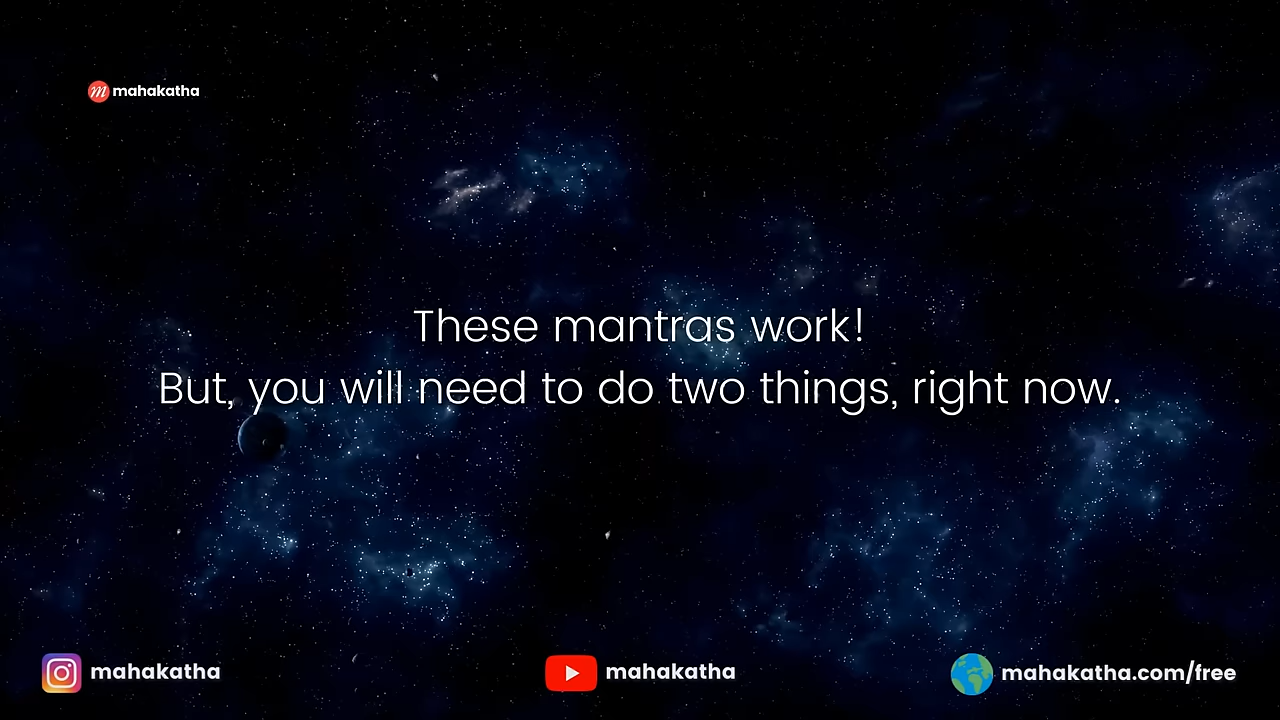 mahakatha
These mantras work!
But, you will need to do two things, right now.
mahakatha
mahakatha
mahakatha.com/free